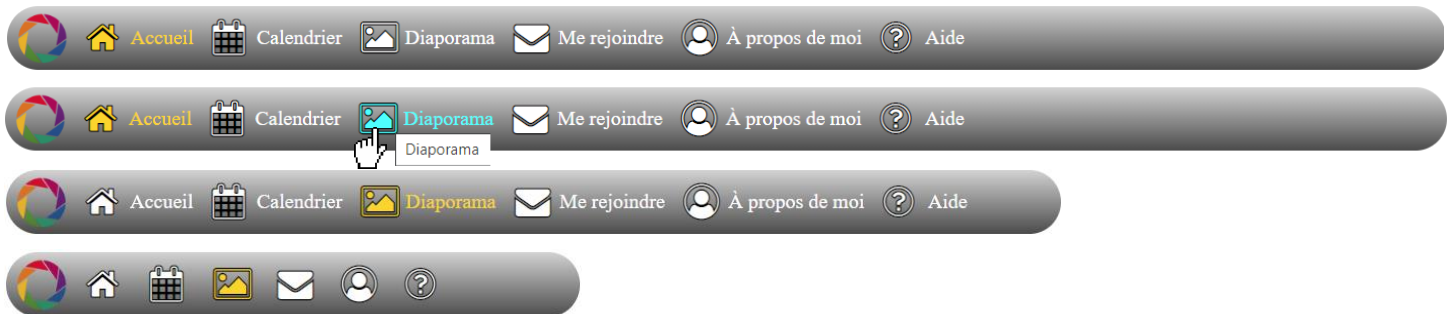 Accueil Calendrier Diaporama Me rejoindre À propos de moi ? Aide
Accueil Calendrier Diaporama Me rejoindre À propos de moi ? Aide
Diaporama
Accueil Calendrier Diaporama Me rejoindre À propos de moi ? Aide
?